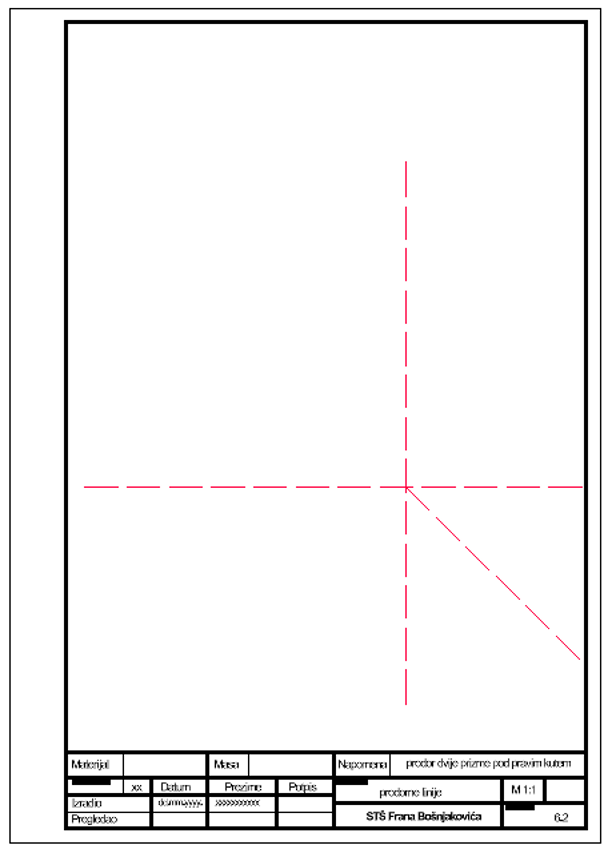 Materijal Masa Napomena prodor dvije prizme pod pravim kutem
xx Datum Prezime Potpis prodorne linije M 1:1
Izradio dd.mm.yyyy. xxxxxxxxxx
Pregledao STŠ Frana Bošnjakovića 6.2